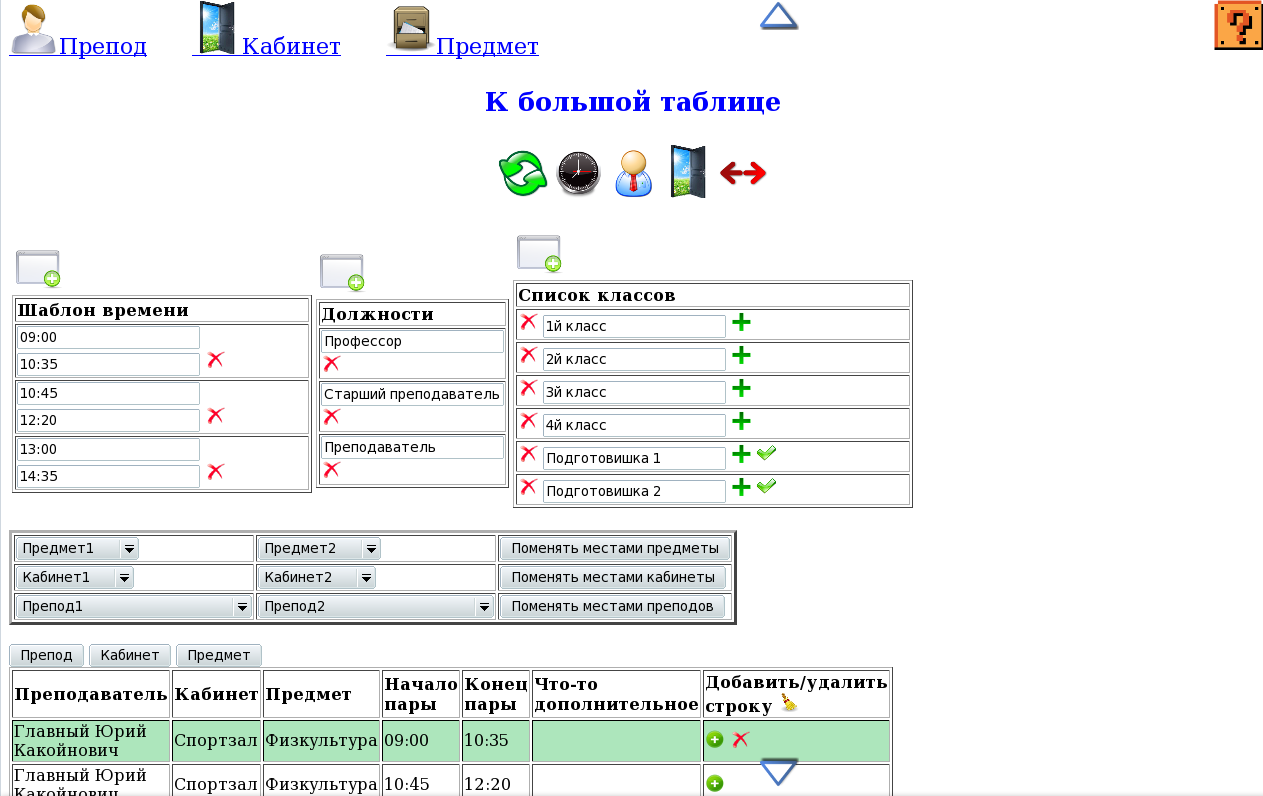 Препод Кабинет Предмет
К большой таблице
Шаблон времени
09:00
10:35
10:45
12:20
13:00
14:35
Должности
Профессор
Старший преподаватель
Преподаватель
Список классов
1й класс
2й класс
3й класс
4й класс
Подготовишка 1
Подготовишка 2
Предмет1 Предмет2 Поменять местами предметы
Кабинет1 Кабинет2 Поменять местами кабинеты
Препод1 Препод2 Поменять местами преподов
Препод Кабинет Предмет
Преподаватель Кабинет Предмет Начало пары Конец пары Что-то дополнительное Добавить/удалить строку
Главный Юрий Какойнович Спортзал Физкультура 09:00 10:35
Главный Юрий Какойнович Спортзал Физкультура 10:45 12:20